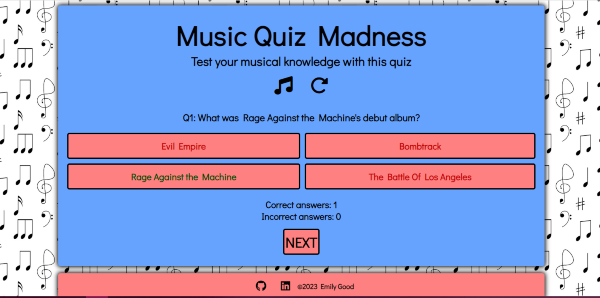 Music Quiz Madness
Test your musical knowledge with this quiz
Q1: What was Rage Against the Machine's debut album?
Evil Empire
Bombtrack
Rage Against the Machine
The Battle Of Los Angeles
Correct answers: 1
Incorrect answers: 0
NEXT
©2023 Emily Good